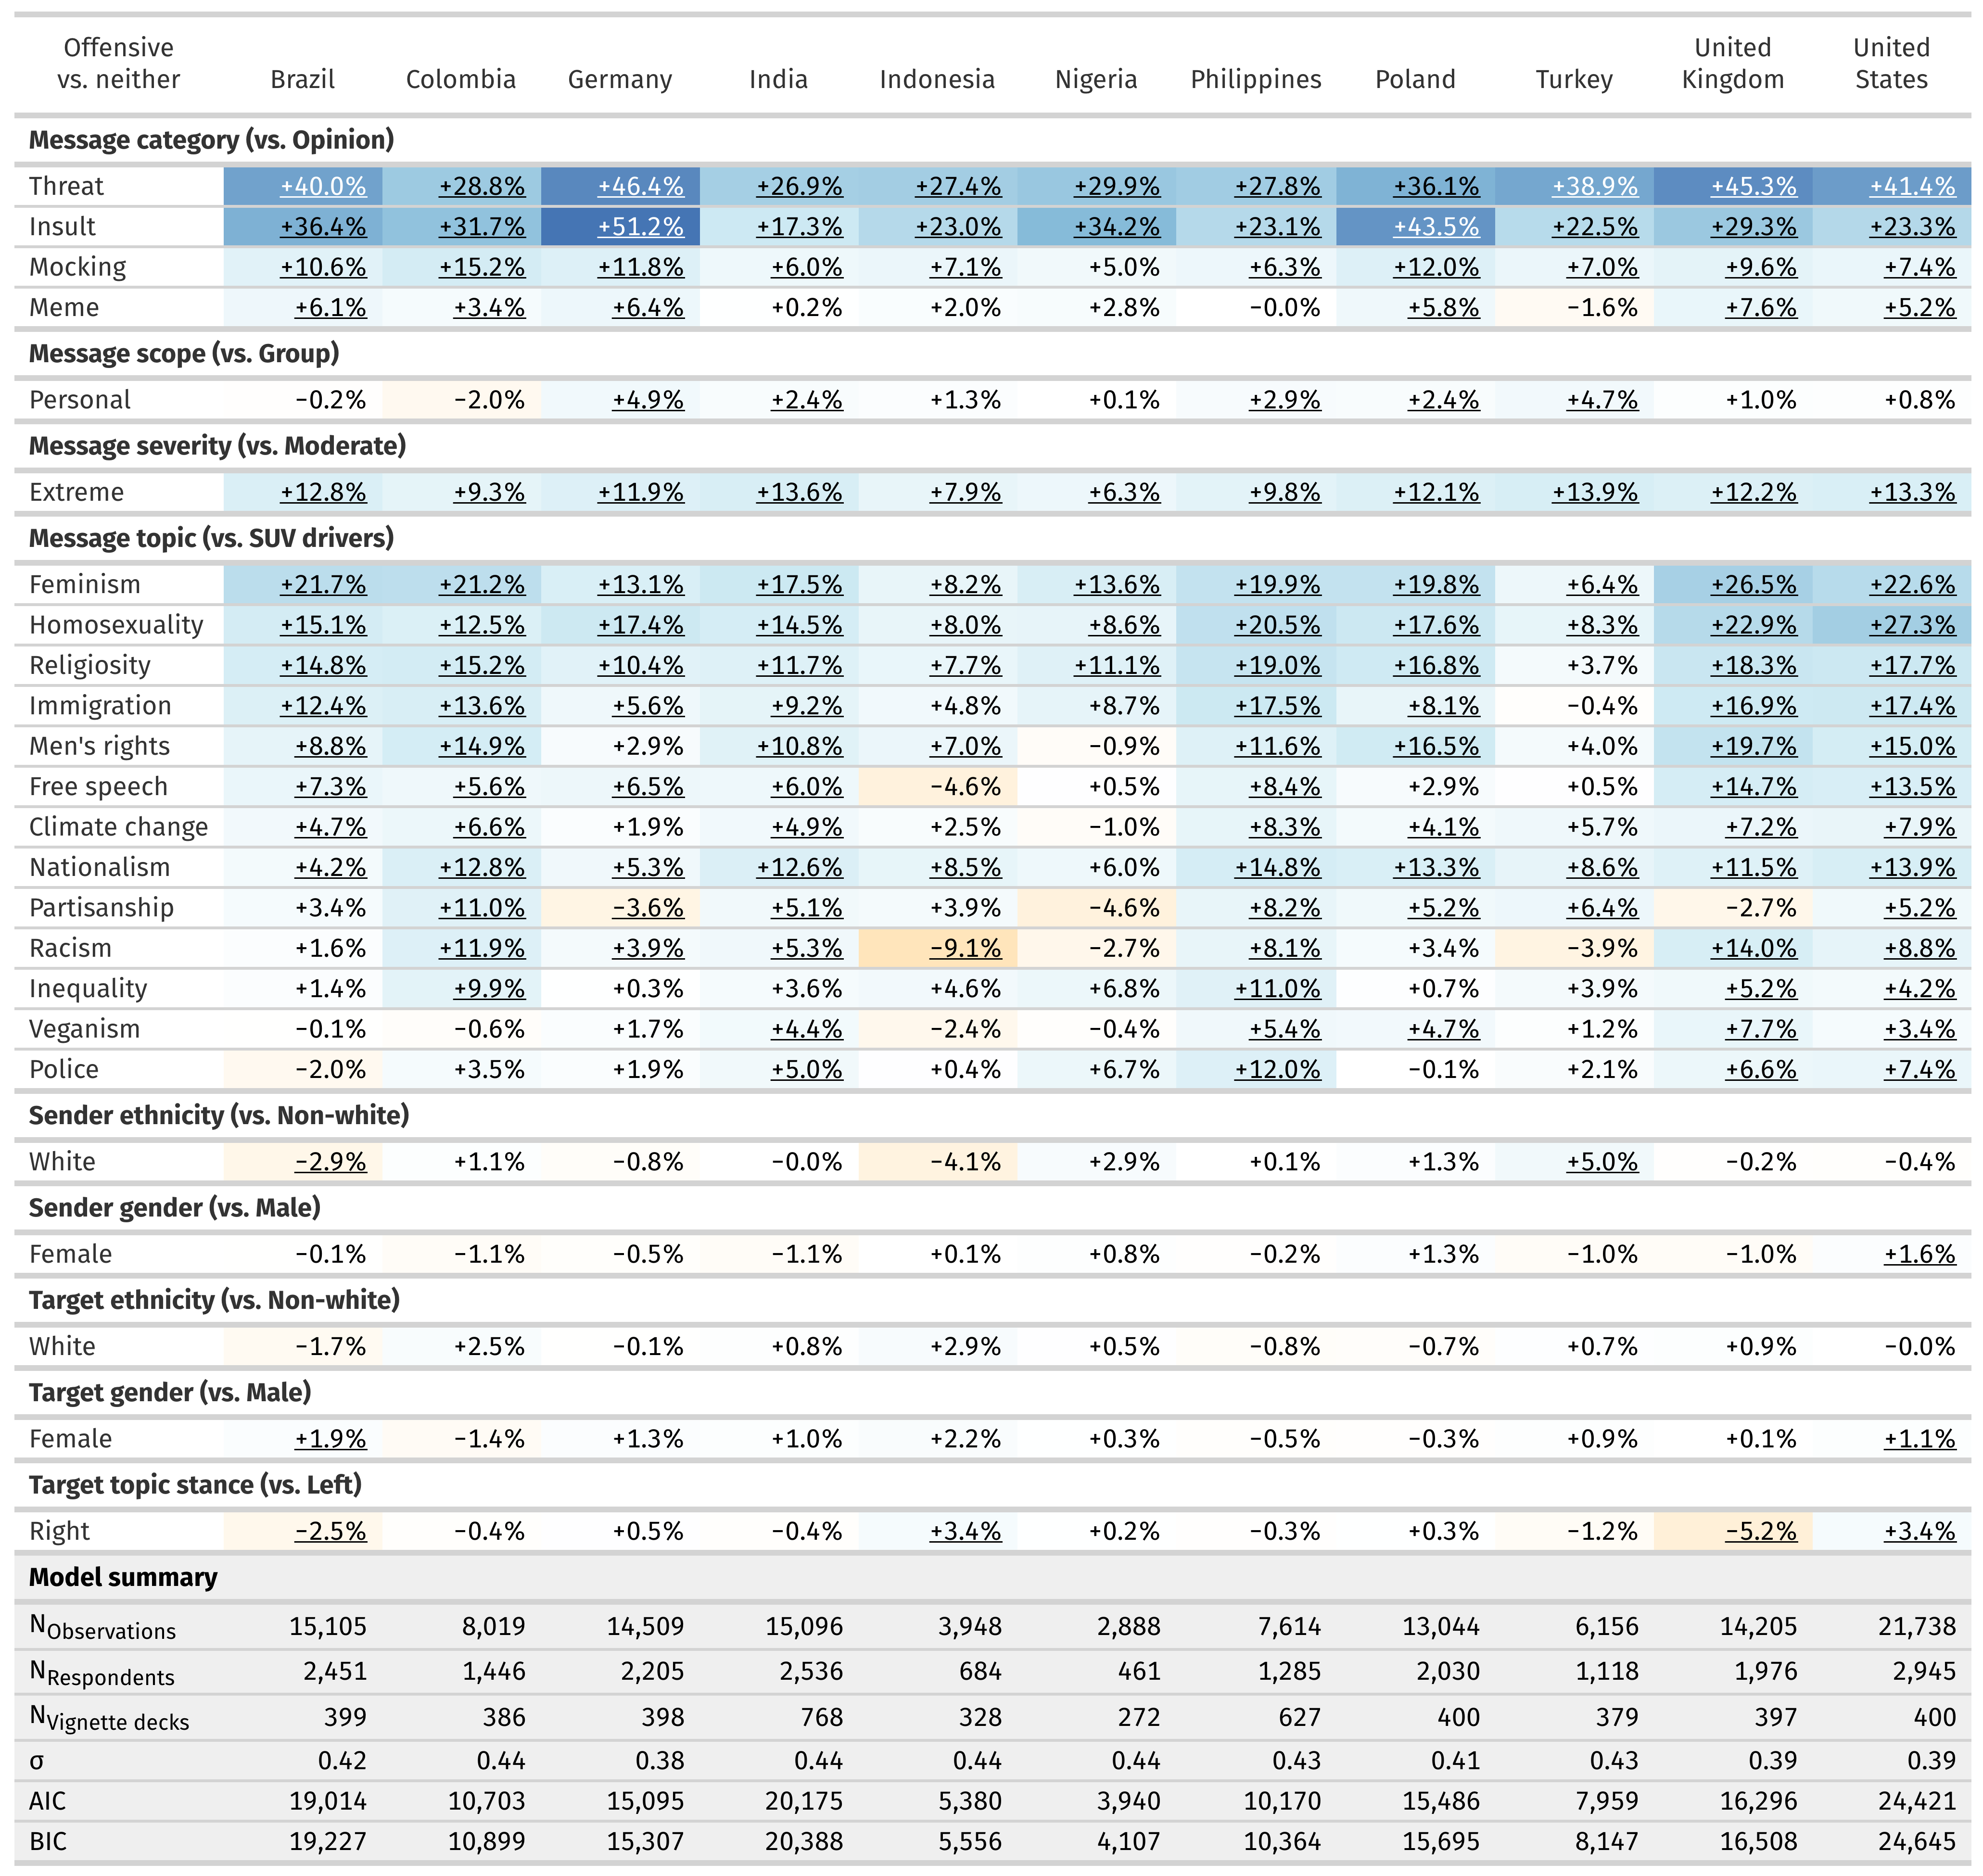 Offensive vs. neither Brazil Colombia Germany India Indonesia Nigeria Philippines Poland Turkey United Kingdom United States
Message category (vs. Opinion)
Threat +40.0% +28.8% +46.4% +26.9% +27.4% +29.9% +27.8% +36.1% +38.9% +45.3% +41.4%
Insult +36.4% +31.7% +51.2% +17.3% +23.0% +34.2% +23.1% +43.5% +22.5% +29.3% +23.3%
Mocking +10.6% +15.2% +11.8% +6.0% +7.1% +5.0% +6.3% +12.0% +7.0% +9.6% +7.4%
Meme +6.1% +3.4% +6.4% +0.2% +2.0% +2.8% −0.0% +5.8% −1.6% +7.6% +5.2%
Message scope (vs. Group)
Personal −0.2% −2.0% +4.9% +2.4% +1.3% +0.1% +2.9% +2.4% +4.7% +1.0% +0.8%
Message severity (vs. Moderate)
Extreme +12.8% +9.3% +11.9% +13.6% +7.9% +6.3% +9.8% +12.1% +13.9% +12.2% +13.3%
Message topic (vs. SUV drivers)
Feminism +21.7% +21.2% +13.1% +17.5% +8.2% +13.6% +19.9% +19.8% +6.4% +26.5% +22.6%
Homosexuality +15.1% +12.5% +17.4% +14.5% +8.0% +8.6% +20.5% +17.6% +8.3% +22.9% +27.3%
Religiosity +14.8% +15.2% +10.4% +11.7% +7.7% +11.1% +19.0% +16.8% +3.7% +18.3% +17.7%
Immigration +12.4% +13.6% +5.6% +9.2% +4.8% +8.7% +17.5% +8.1% −0.4% +16.9% +17.4%
Men's rights +8.8% +14.9% +2.9% +10.8% +7.0% −0.9% +11.6% +16.5% +4.0% +19.7% +15.0%
Free speech +7.3% +5.6% +6.5% +6.0% −4.6% +0.5% +8.4% +2.9% +0.5% +14.7% +13.5%
Climate change +4.7% +6.6% +1.9% +4.9% +2.5% −1.0% +8.3% +4.1% +5.7% +7.2% +7.9%
Nationalism +4.2% +12.8% +5.3% +12.6% +8.5% +6.0% +14.8% +13.3% +8.6% +11.5% +13.9%
Partisanship +3.4% +11.0% −3.6% +5.1% +3.9% −4.6% +8.2% +5.2% +6.4% −2.7% +5.2%
Racism +1.6% +11.9% +3.9% +5.3% −9.1% −2.7% +8.1% +3.4% −3.9% +14.0% +8.8%
Inequality +1.4% +9.9% +0.3% +3.6% +4.6% +6.8% +11.0% +0.7% +3.9% +5.2% +4.2%
Veganism −0.1% −0.6% +1.7% +4.4% −2.4% −0.4% +5.4% +4.7% +1.2% +7.7% +3.4%
Police −2.0% +3.5% +1.9% +5.0% +0.4% +6.7% +12.0% −0.1% +2.1% +6.6% +7.4%
Sender ethnicity (vs. Non-white)
White −2.9% +1.1% −0.8% −0.0% −4.1% +2.9% +0.1% +1.3% +5.0% −0.2% −0.4%
Sender gender (vs. Male)
Female −0.1% −1.1% −0.5% −1.1% +0.1% +0.8% −0.2% +1.3% −1.0% −1.0% +1.6%
Target ethnicity (vs. Non-white)
White −1.7% +2.5% −0.1% +0.8% +2.9% +0.5% −0.8% −0.7% +0.7% +0.9% −0.0%
Target gender (vs. Male)
Female +1.9% −1.4% +1.3% +1.0% +2.2% +0.3% −0.5% −0.3% +0.9% +0.1% +1.1%
Target topic stance (vs. Left)
Right −2.5% −0.4% +0.5% −0.4% +3.4% +0.2% −0.3% +0.3% −1.2% −5.2% +3.4%
Model summary
NObservations 15,105 8,019 14,509 15,096 3,948 2,888 7,614 13,044 6,156 14,205 21,738
NRespondents 2,451 1,446 2,205 2,536 684 461 1,285 2,030 1,118 1,976 2,945
NVignette decks 399 386 398 768 328 272 627 400 379 397 400
σ 0.42 0.44 0.38 0.44 0.44 0.44 0.43 0.41 0.43 0.39 0.39
AIC 19,014 10,703 15,095 20,175 5,380 3,940 10,170 15,486 7,959 16,296 24,421
BIC 19,227 10,899 15,307 20,388 5,556 4,107 10,364 15,695 8,147 16,508 24,645